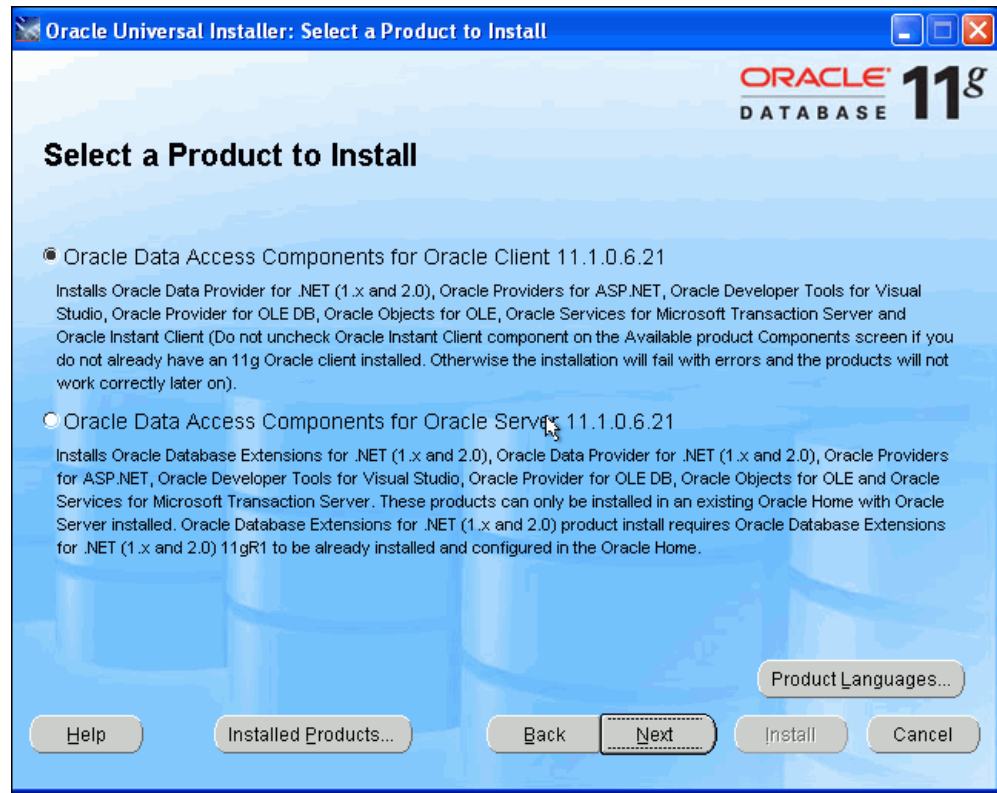 Oracle Universal Installer: Select a Product to Install
ORACLE 11g
DATABASE
Select a Product to Install
Oracle Data Access Components for Oracle Client 11.1.0.6.21
Installs Oracle Data Provider for .NET (1.x and 2.0), Oracle Providers for ASP.NET, Oracle Developer Tools for Visual
Studio, Oracle Provider for OLE DB, Oracle Objects for OLE, Oracle Services for Microsoft Transaction Server and
Oracle Instant Client (Do not uncheck Oracle Instant Client component on the Available product Components screen if you
do not already have an 11g Oracle client installed. Otherwise the installation will fail with errors and the products will not
work correctly later on).
Oracle Data Access Components for Oracle Server 11.1.0.6.21
Installs Oracle Database Extensions for .NET (1.x and 2.0), Oracle Data Provider for .NET (1.x and 2.0), Oracle Providers
for ASP.NET, Oracle Developer Tools for Visual Studio, Oracle Provider for OLE DB, Oracle Objects for OLE and Oracle
Services for Microsoft Transaction Server. These products can only be installed in an existing Oracle Home with Oracle
Server installed. Oracle Database Extensions for .NET (1.x and 2.0) product install requires Oracle Database Extensions
for .NET (1.x and 2.0) 11gR1 to be already installed and configured in the Oracle Home.
Product Languages...
Help Installed Products... Back Next Install Cancel